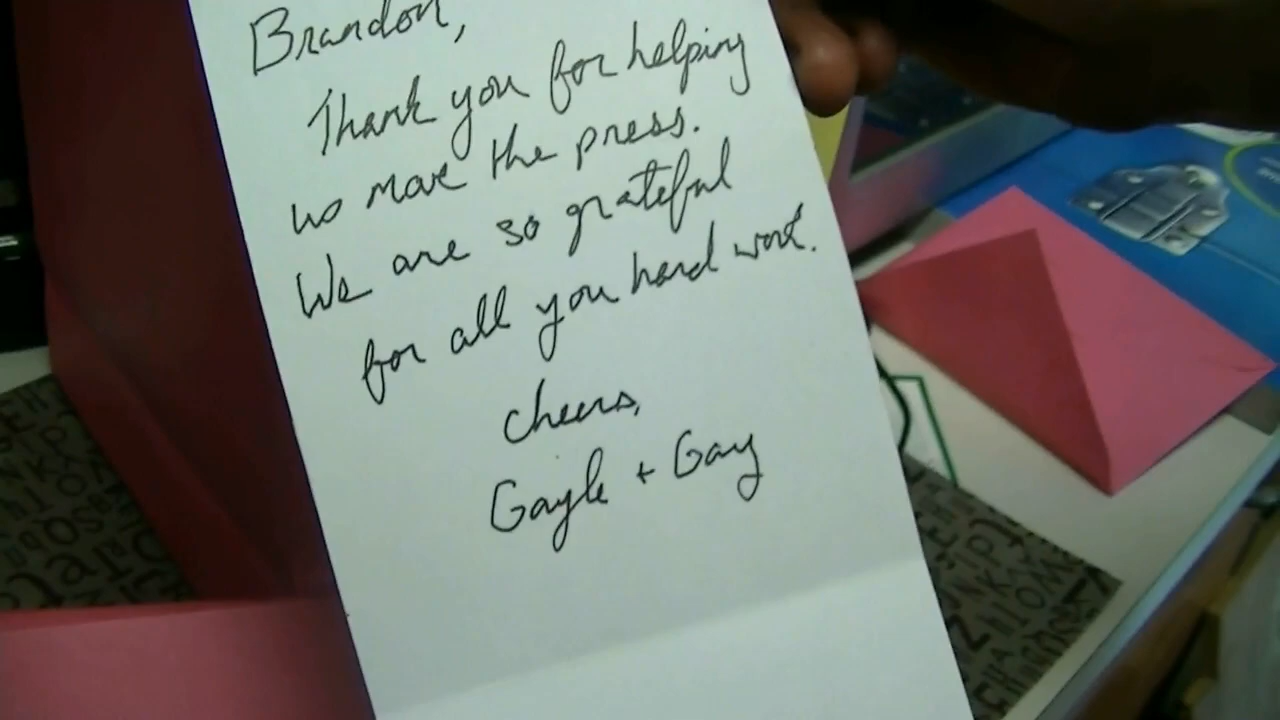 Brandon,
Thank you for helping
us move the press.
We are so grateful
for all you hard work.
Cheers,
Gayle + Gary